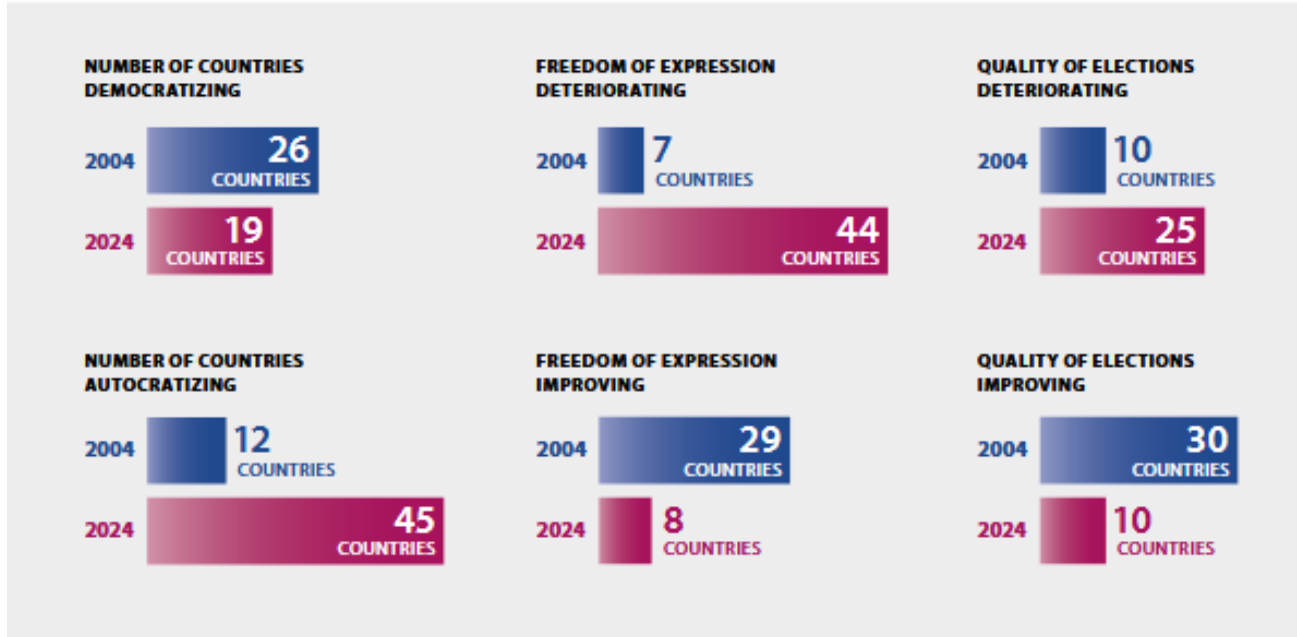 NUMBER OF COUNTRIES
DEMOCRATIZING
2004
26
COUNTRIES
2024
19
COUNTRIES
FREEDOM OF EXPRESSION
DETERIORATING
2004
7
COUNTRIES
2024
44
COUNTRIES
QUALITY OF ELECTIONS
DETERIORATING
2004
10
COUNTRIES
2024
25
COUNTRIES
NUMBER OF COUNTRIES
AUTOCRATIZING
2004
12
COUNTRIES
2024
45
COUNTRIES
FREEDOM OF EXPRESSION
IMPROVING
2004
29
COUNTRIES
2024
8
COUNTRIES
QUALITY OF ELECTIONS
IMPROVING
2004
30
COUNTRIES
2024
10
COUNTRIES